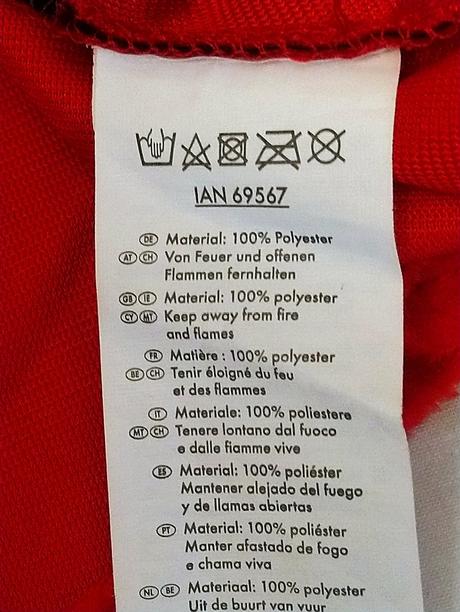 IAN 69567
DE Material: 100% Polyester
AT CH Von Feuer und offenen
Flammen fernhalten
GB IE Material: 100% polyester
CY MT Keep away from fire
and flames
FR Matière : 100% polyester
BE CH Tenir éloigné du feu
et des flammes
IT Materiale: 100% poliestere
MT CH Tenere lontano dal fuoco
e dalle fiamme vive
ES Material: 100% poliéster
Mantener alejado del fuego
y de llamas abiertas
PT Material: 100% poliéster
Manter afastado de fogo
e chama viva
NL BE Materiaal: 100% polyester
Uit de buurt van vuur